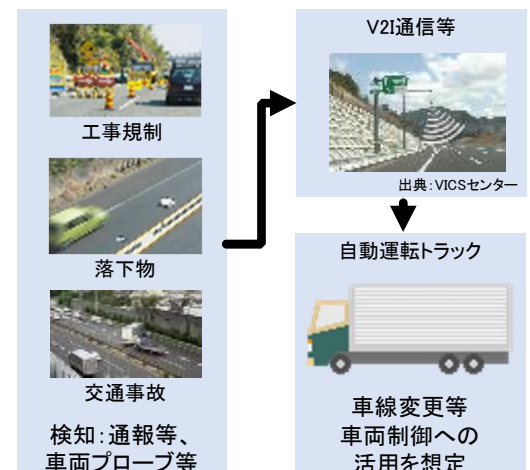 工事規制
落下物
交通事故
検知：通報等、
車両プローブ等
V2I通信等
出典：VICSセンター
自動運転トラック
車線変更等
車両制御への
活用を想定